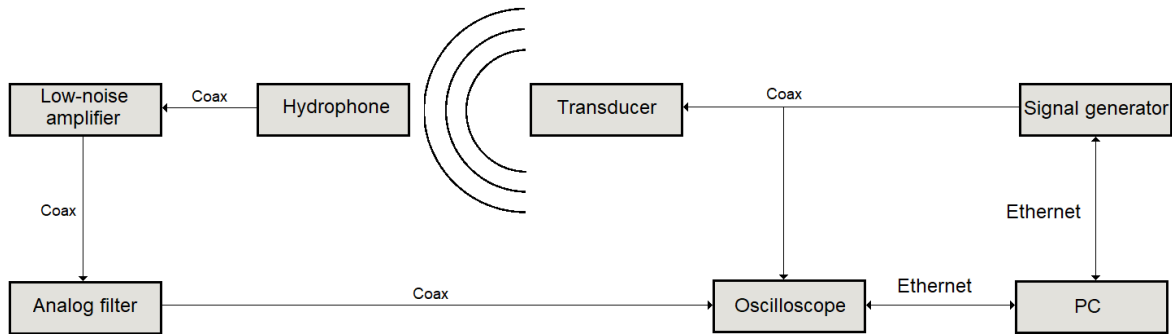 Low-noise
amplifier
Coax
Hydrophone
Transducer
Coax
Signal generator
Coax
Ethernet
Analog filter
Coax
Oscilloscope
Ethernet
PC